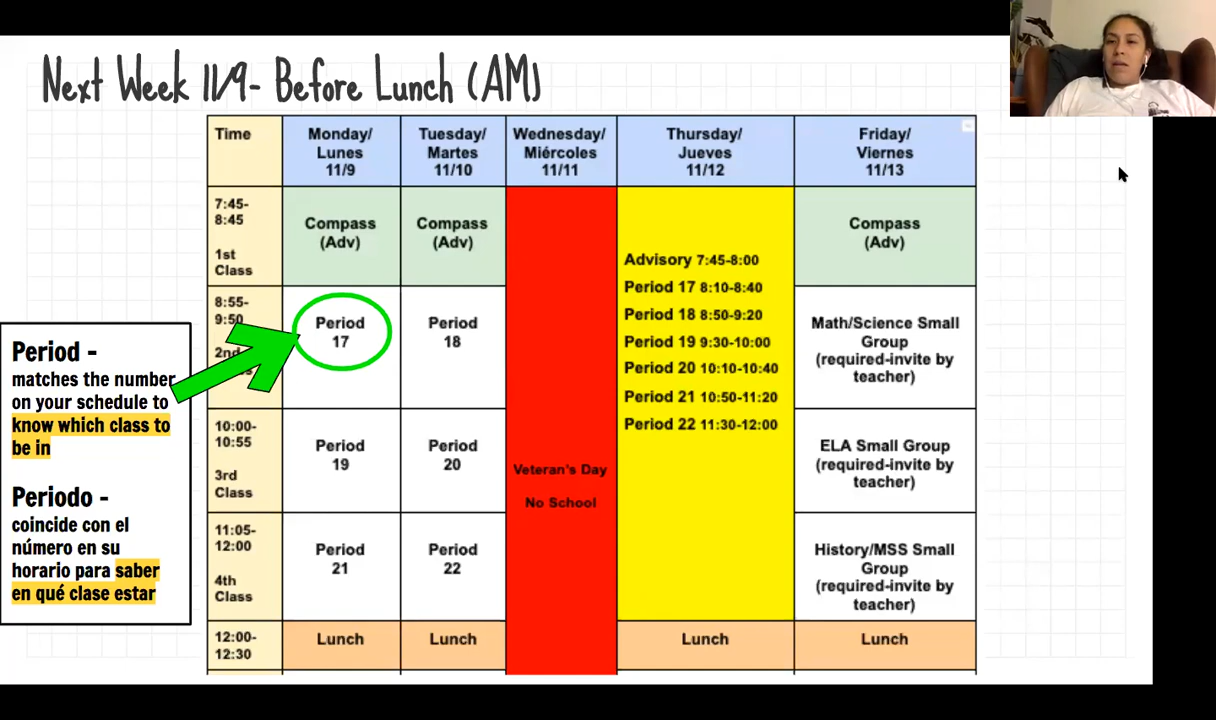 Next Week 11/9- Before Lunch (AM)
Time
Monday/
Lunes
11/9
Tuesday/
Martes
11/10
Wednesday/
Miércoles
11/11
Thursday/
Jueves
11/12
Friday/
Viernes
11/13
7:45-
8:45
1st
Class
Compass
(Adv)
Compass
(Adv)
Compass
(Adv)
8:55-
9:50
2nd
Period
17
Period
18
Math/Science Small
Group
(required-invite by
teacher)
10:00-
10:55
3rd
Class
Period
19
Period
20
ELA Small Group
(required-invite by
teacher)
11:05-
12:00
4th
Class
Period
21
Period
22
History/MSS Small
Group
(required-invite by
teacher)
Veteran's Day
No School
Advisory 7:45-8:00
Period 17 8:10-8:40
Period 18 8:50-9:20
Period 19 9:30-10:00
Period 20 10:10-10:40
Period 21 10:50-11:20
Period 22 11:30-12:00
12:00-
12:30
Lunch
Lunch
Lunch
Lunch
Period -
matches the number
on your schedule to
know which class to
be in
Periodo -
coincide con el
número en su
horario para saber
en qué clase estar